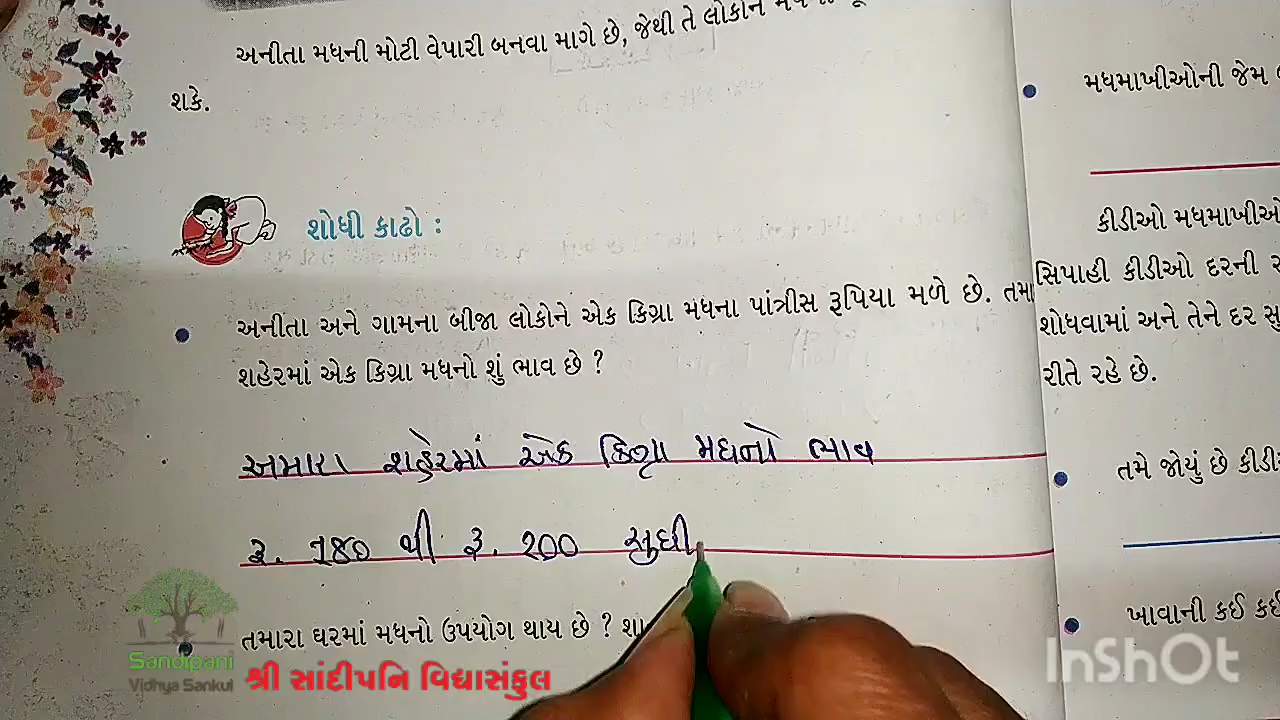 અનીતા મધની મોટી વેપારી બનવા માગે છે, જેથી તે લોકોને
શકે.
શોધી કાઢો :
અનીતા અને ગામના બીજા લોકોને એક કિગ્રા મધના પાંત્રીસ રૂપિયા મળે છે. તમા
શહેરમાં એક કિગ્રા મધનો શું ભાવ છે ?
અમારા શહેરમાં એક કિગ્રા મધનો ભાવ
રૂ. ૧૪૦ થી રૂ. ૨૦૦ સુધી
તમારા ઘરમાં મધનો ઉપયોગ થાય છે ? શા
મધમાખીઓની જેમ
કીડીઓ મધમાખીઓ
સિપાહી કીડીઓ દરની
શોધવામાં અને તેને દર સુ
રીતે રહે છે.
તમે જોયું છે કીડી
ખાવાની કઈ કઈ
Sandipani
Vidhya Sankul
શ્રી સાંદીપનિ વિદ્યાસંકુલ
InShOt